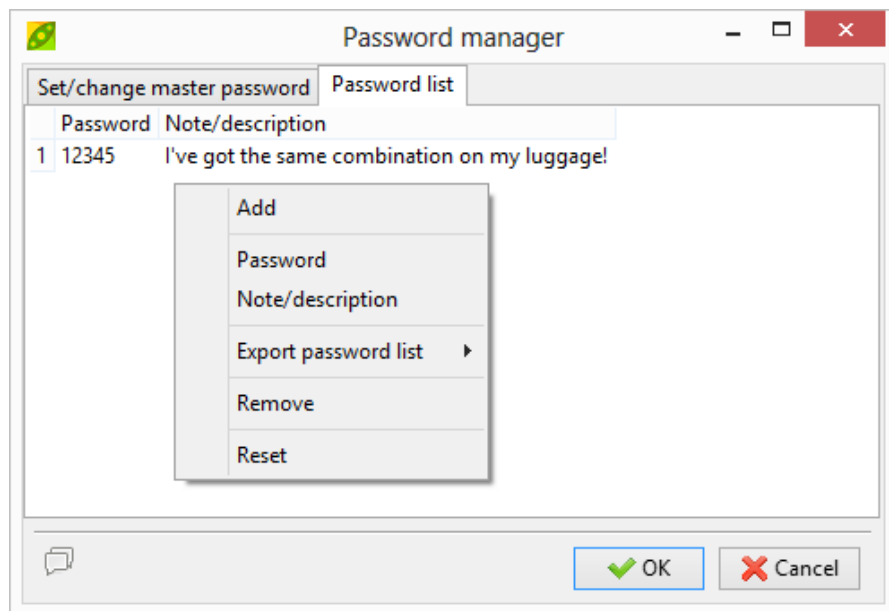 Password manager
Set/change master password Password list
Password Note/description
1 12345 I've got the same combination on my luggage!
Add
Password
Note/description
Export password list
Remove
Reset
OK Cancel